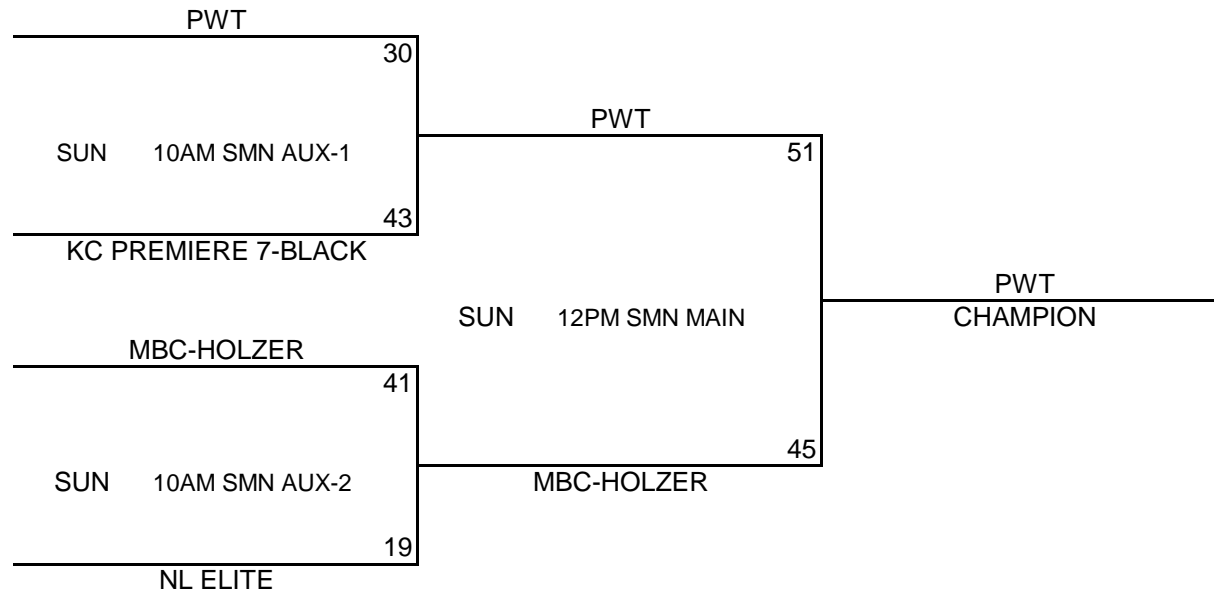 PWT
30
SUN 10AM SMN AUX-1
43
KC PREMIERE 7-BLACK
PWT
51
SUN 12PM SMN MAIN
45
MBC-HOLZER
MBC-HOLZER
41
SUN 10AM SMN AUX-2
19
NL ELITE
PWT
CHAMPION